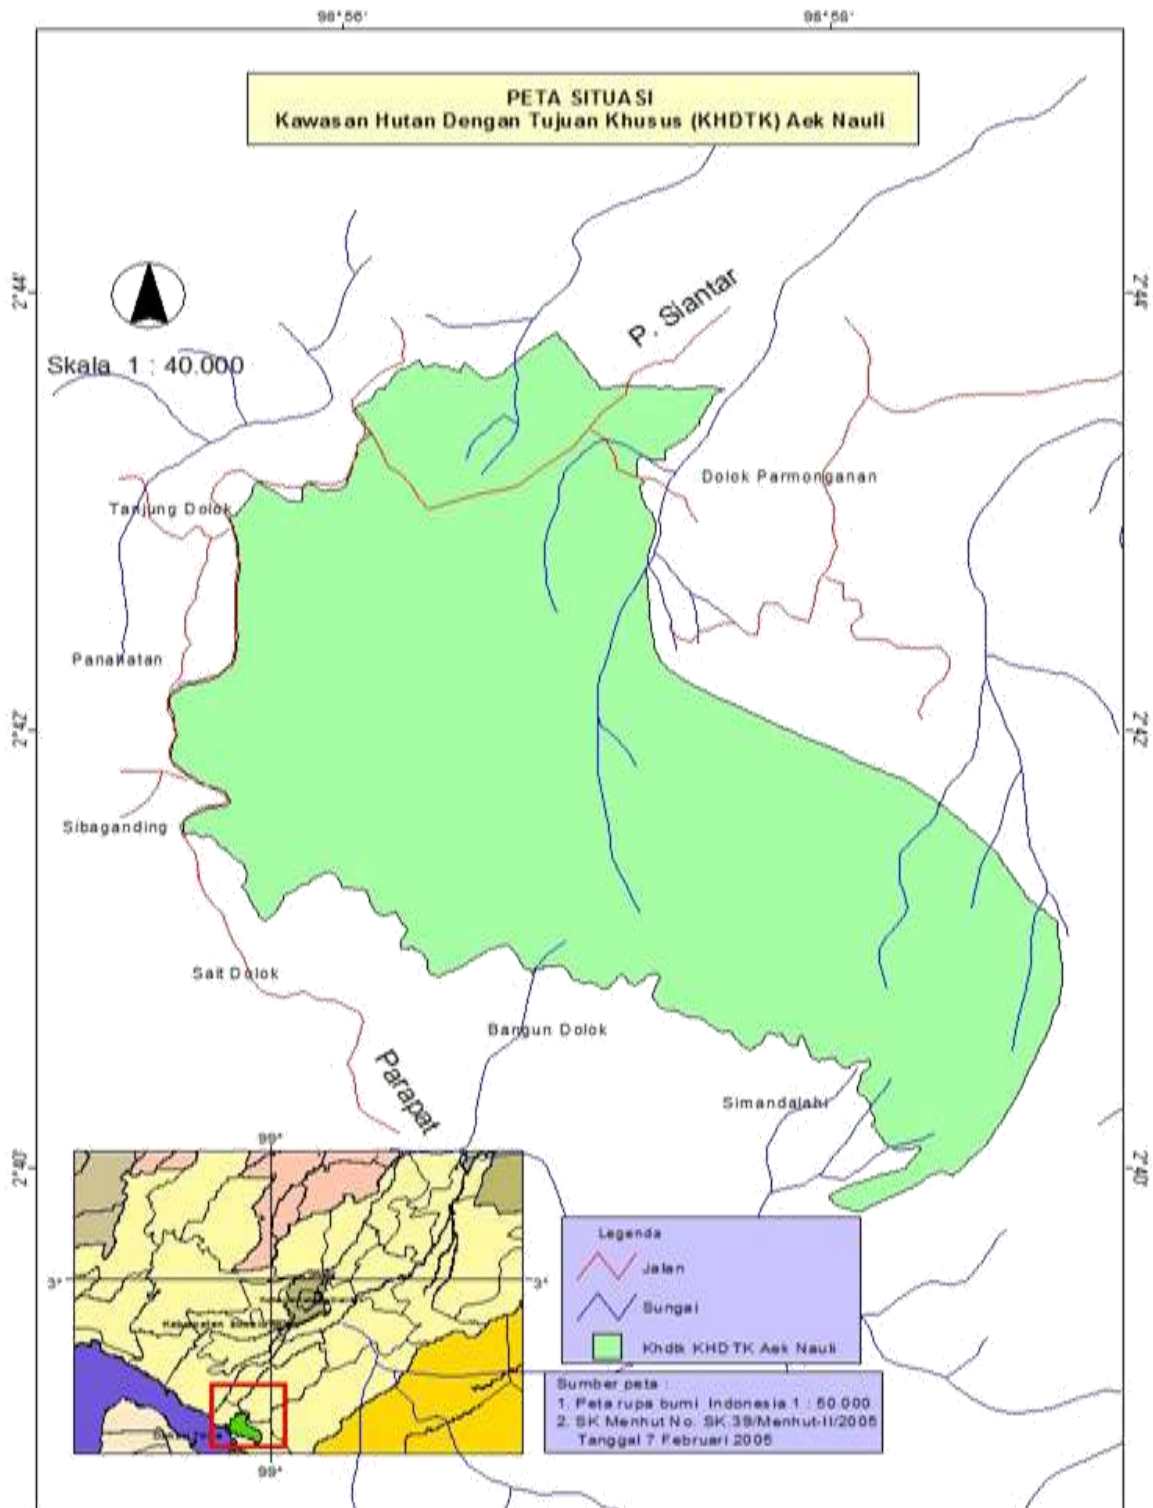 98°56' 98°58'
PETA SITUASI
Kawasan Hutan Dengan Tujuan Khusus (KHDTK) Aek Nauli
2°44' 2°44'
P. Siantar
Skala 1 : 40.000
Dolok Parmonganan
Tanjung Dolok
Panahatan
2°42' 2°42'
Sibaganding
Sait Dolok
Bangun Dolok
Parapat
Simandalahi
2°40' 2°40'
99°
3° 3°
Kabupaten
99°
Legenda
Jalan
Sungai
Khdtk KHDTK Aek Nauli
Sumber peta :
1. Peta rupa bumi Indonesia 1 : 50.000
2. SK Menhut No. SK.39/Menhut-II/2005
Tanggal 7 Februari 2005